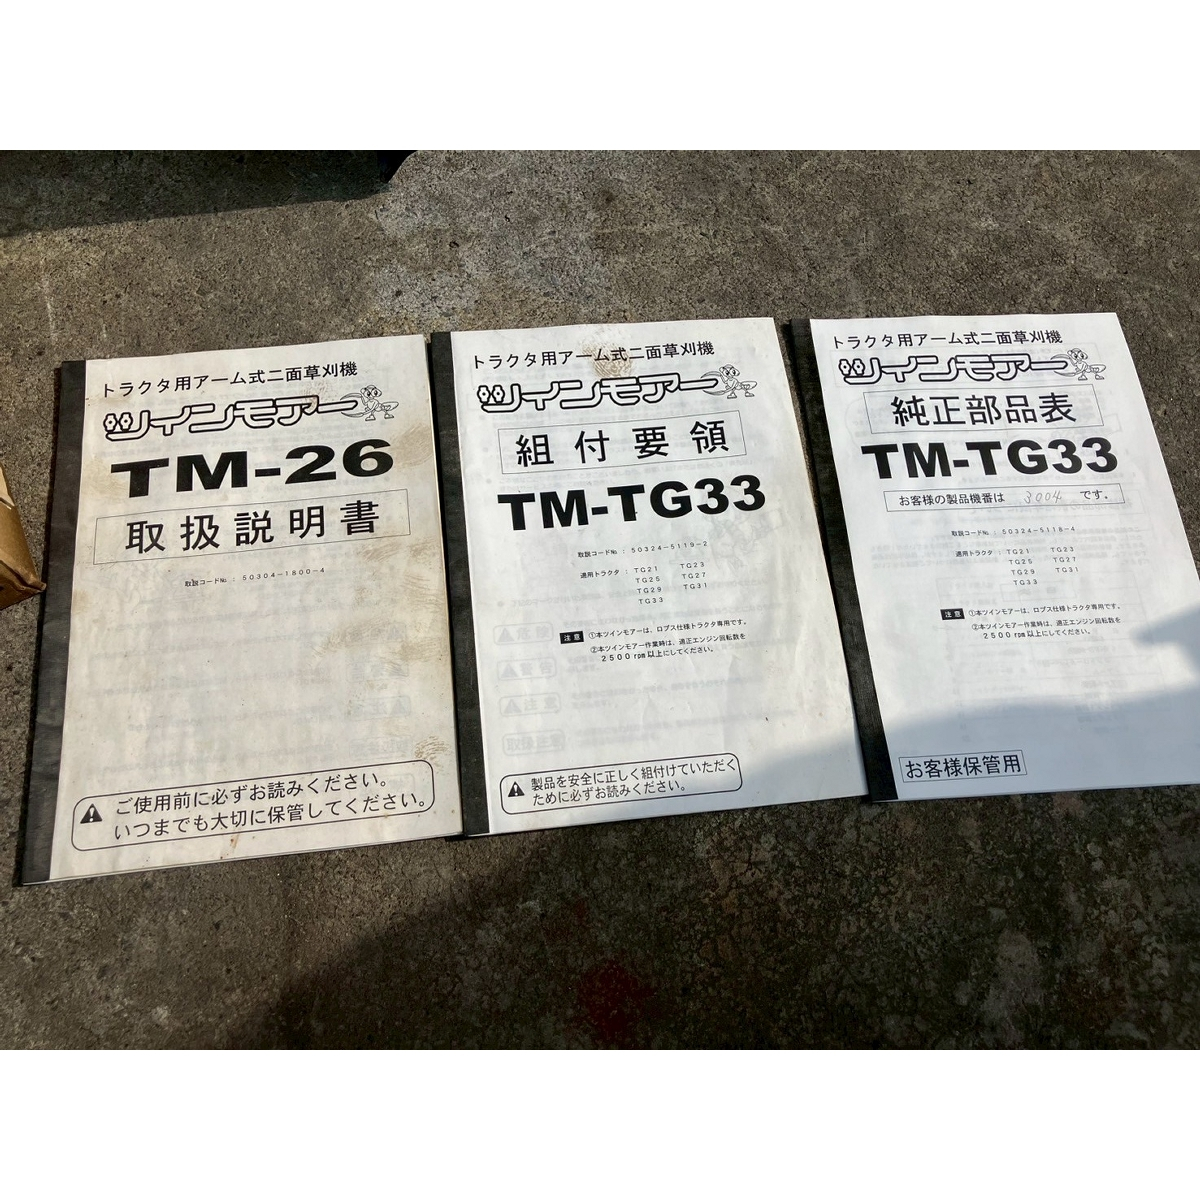 トラクタ用アーム式二面草刈機
ツインモアー
TM-26
取扱説明書
取説コード№ : 50304-1800-4
ご使用前に必ずお読みください。
いつまでも大切に保管してください。
トラクタ用アーム式二面草刈機
ツインモアー
組付要領
TM-TG33
取説コード№ : 50324-5119-2
適用トラクタ : TG21 TG23
TG25 TG27
TG29 TG31
TG33
注意 ①本ツインモアーは、ロプス仕様トラクタ専用です。
②本ツインモアー作業時は、適正エンジン回転数を
2500rpm以上にしてください。
製品を安全に正しく組付けていただく
ために必ずお読みください。
トラクタ用アーム式二面草刈機
ツインモアー
純正部品表
TM-TG33
お客様の製品機番は 3004 です。
取説コード№ : 50324-5118-4
適用トラクタ : TG21 TG23
TG25 TG27
TG29 TG31
TG33
注意 ①本ツインモアーは、ロプス仕様トラクタ専用です。
②本ツインモアー作業時は、適正エンジン回転数を
2500rpm以上にしてください。
お客様保管用